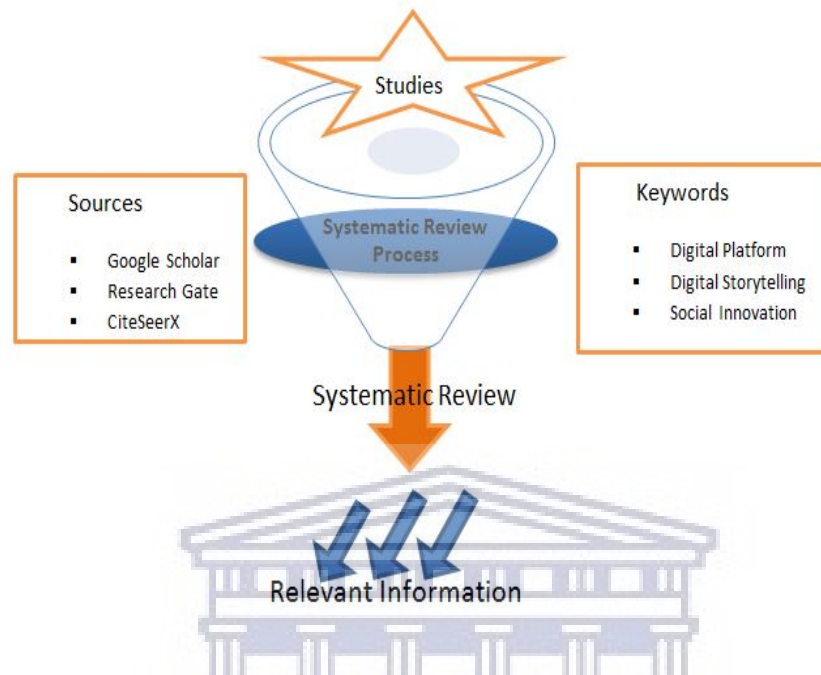 Studies
Sources
Google Scholar
Research Gate
CiteSeerX
Systematic Review
Process
Keywords
Digital Platform
Digital Storytelling
Social Innovation
Systematic Review
Relevant Information